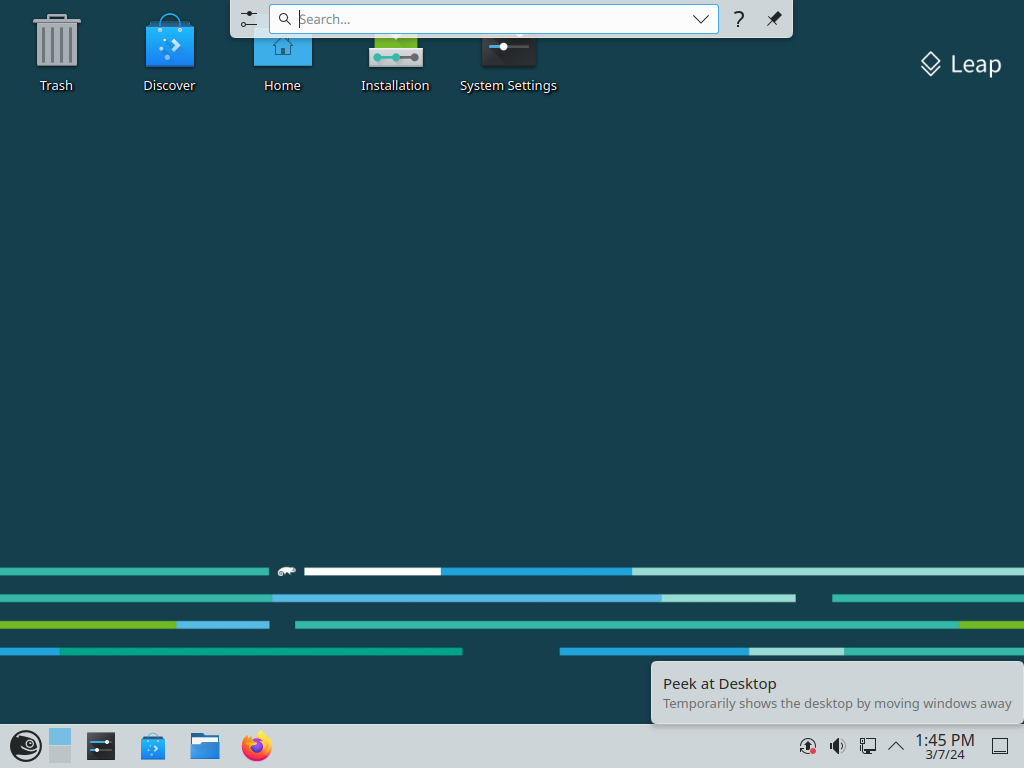 Search...
?
Trash
Discover
Home
Installation
System Settings
Leap
Peek at Desktop
Temporarily shows the desktop by moving windows away
1:45 PM
3/7/24